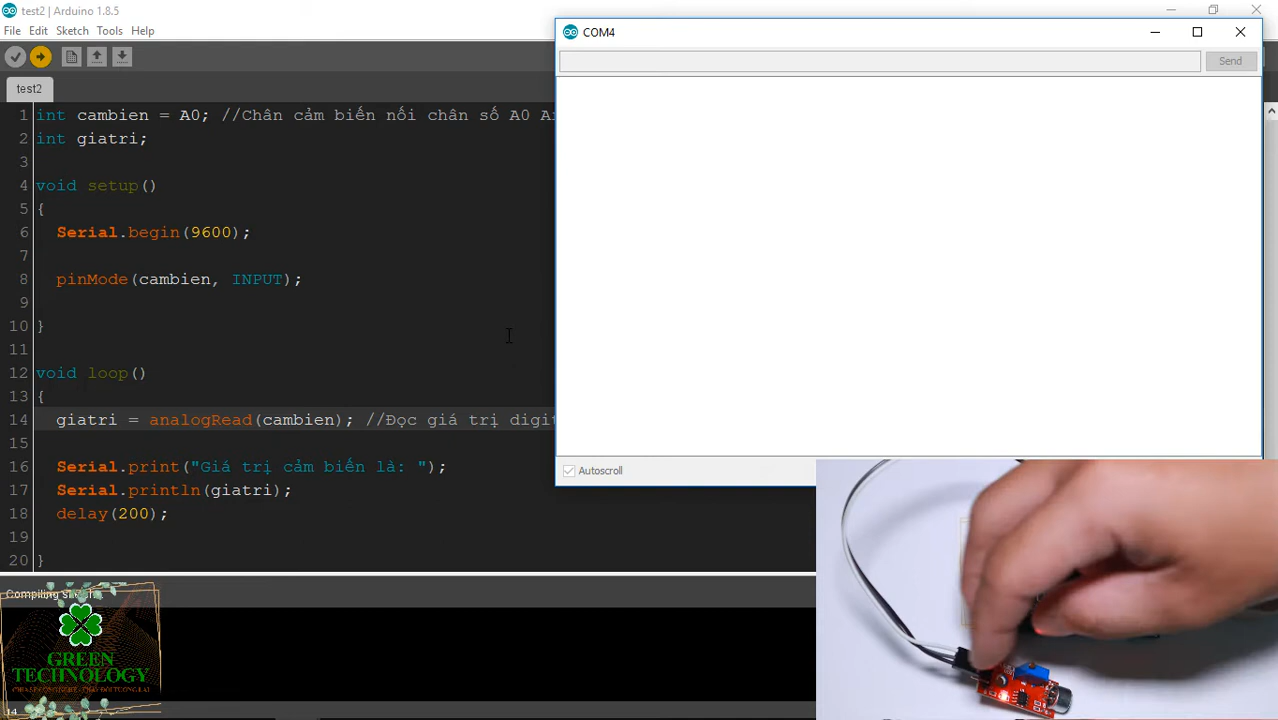 test2 | Arduino 1.8.5
File Edit Sketch Tools Help
COM4
Send
test2
1 int cambien = A0; //Chân cảm biến nối chân số A0
2 int giatri;
3
4 void setup()
5 {
6 Serial.begin(9600);
7
8 pinMode(cambien, INPUT);
9
10 }
11
12 void loop()
13 {
14 giatri = analogRead(cambien); //Đọc giá trị digit
15
16 Serial.print("Giá trị cảm biến là: ");
17 Serial.println(giatri);
18 delay(200);
19
20 }
Autoscroll
Compiling
GREEN
TECHNOLOGY
14